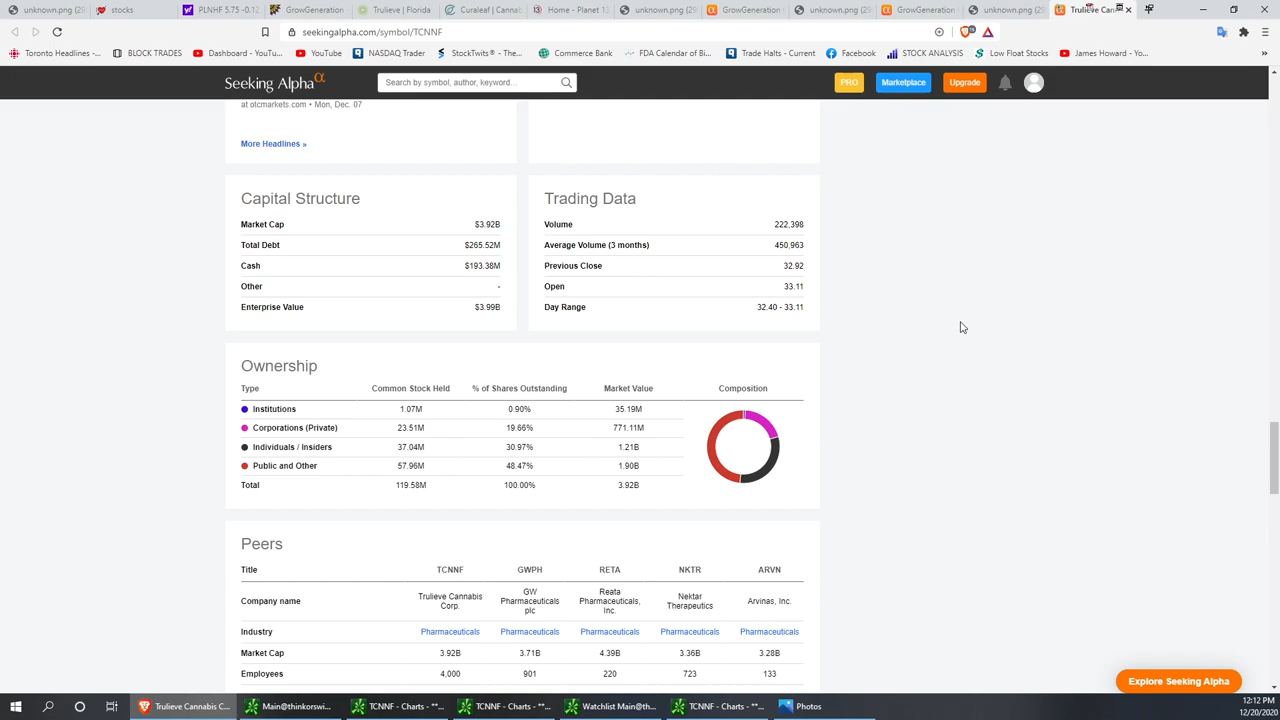 unknown.png (29
stocks
PLNHF 5.75 -0.12
GrowGeneration
Trulieve | Florida
Curaleaf | Cannab
Home - Planet 13
unknown.png (29
GrowGeneration
unknown.png (29
GrowGeneration
unknown.png (29
Trulieve Can
seekingalpha.com/symbol/TCNNF
Toronto Headlines -...
BLOCK TRADES
Dashboard - YouTu...
YouTube
NASDAQ Trader
StockTwits® - The...
Commerce Bank
FDA Calendar of Bi...
Trade Halts - Current
Facebook
STOCK ANALYSIS
Low Float Stocks
James Howard - Yo...
»
Seeking Alpha α
Search by symbol, author, keyword...
PRO
Marketplace
Upgrade
at otcmarkets.com • Mon, Dec. 07
More Headlines »
Capital Structure
Market Cap $3.92B
Total Debt $265.52M
Cash $193.38M
Other -
Enterprise Value $3.99B
Trading Data
Volume 222,398
Average Volume (3 months) 450,963
Previous Close 32.92
Open 33.11
Day Range 32.40 - 33.11
Ownership
Type Common Stock Held % of Shares Outstanding Market Value Composition
Institutions 1.07M 0.90% 35.19M
Corporations (Private) 23.51M 19.66% 771.11M
Individuals / Insiders 37.04M 30.97% 1.21B
Public and Other 57.96M 48.47% 1.90B
Total 119.58M 100.00% 3.92B
Peers
Title TCNNF GWPH RETA NKTR ARVN
Company name Trulieve Cannabis Corp. GW Pharmaceuticals plc Reata Pharmaceuticals, Inc. Nektar Therapeutics Arvinas, Inc.
Industry Pharmaceuticals Pharmaceuticals Pharmaceuticals Pharmaceuticals Pharmaceuticals
Market Cap 3.92B 3.71B 4.39B 3.36B 3.28B
Employees 4,000 901 220 723 133
Explore Seeking Alpha
Trulieve Cannabis C...
Main@thinkorswi...
TCNNF - Charts - **...
TCNNF - Charts - **...
Watchlist Main@th...
TCNNF - Charts - **...
Photos
12:12 PM
12/20/2020